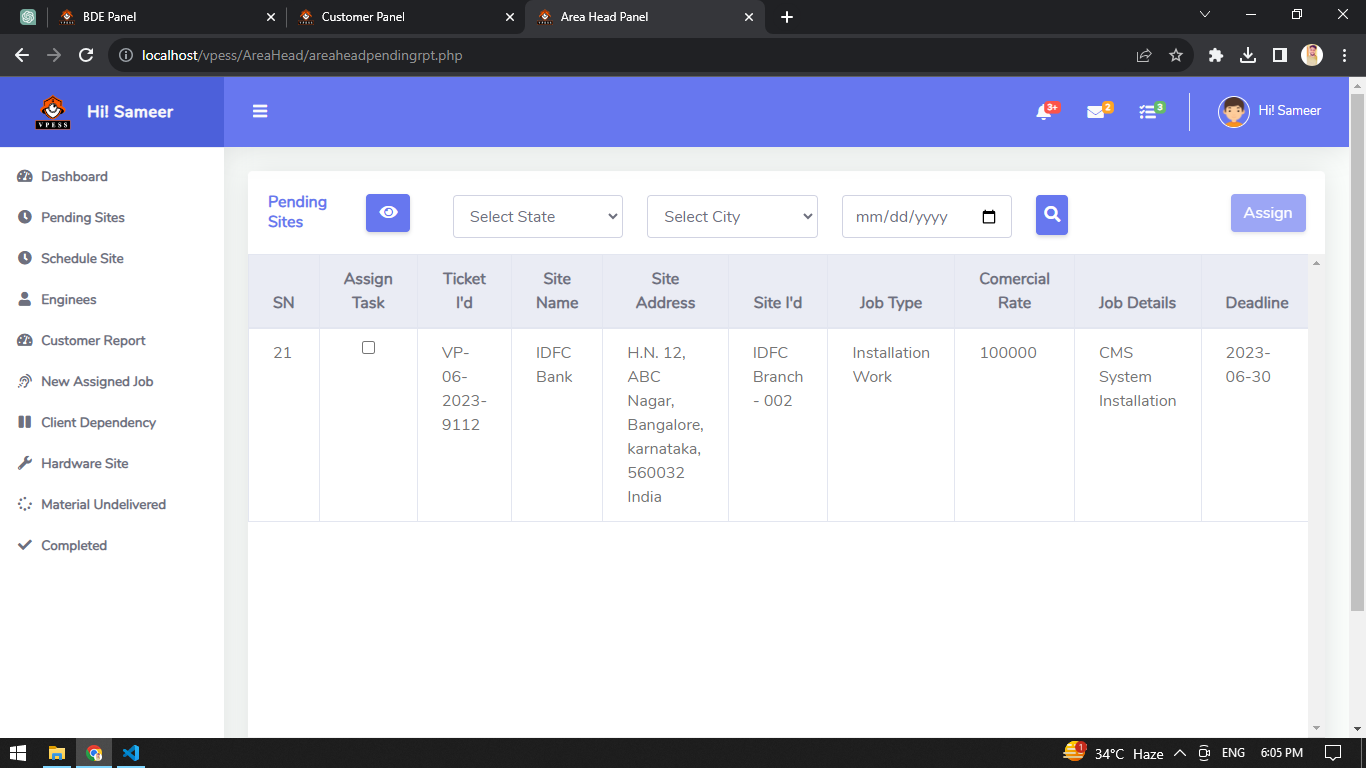 BDE Panel
Customer Panel
Area Head Panel
localhost/vpess/AreaHead/areaheadpendingrpt.php
VPESS
Hi! Sameer
3+
2
3
Hi! Sameer
Dashboard
Pending Sites
Schedule Site
Enginees
Customer Report
New Assigned Job
Client Dependency
Hardware Site
Material Undelivered
Completed
Pending
Sites
Select State
Select City
mm/dd/yyyy
Assign
SN
Assign
Task
Ticket
I'd
Site
Name
Site
Address
Site I'd
Job Type
Comercial
Rate
Job Details
Deadline
21
VP-
06-
2023-
9112
IDFC
Bank
H.N. 12,
ABC
Nagar,
Bangalore,
karnataka,
560032
India
IDFC
Branch
- 002
Installation
Work
100000
CMS
System
Installation
2023-
06-30
1
34°C Haze
ENG
6:05 PM